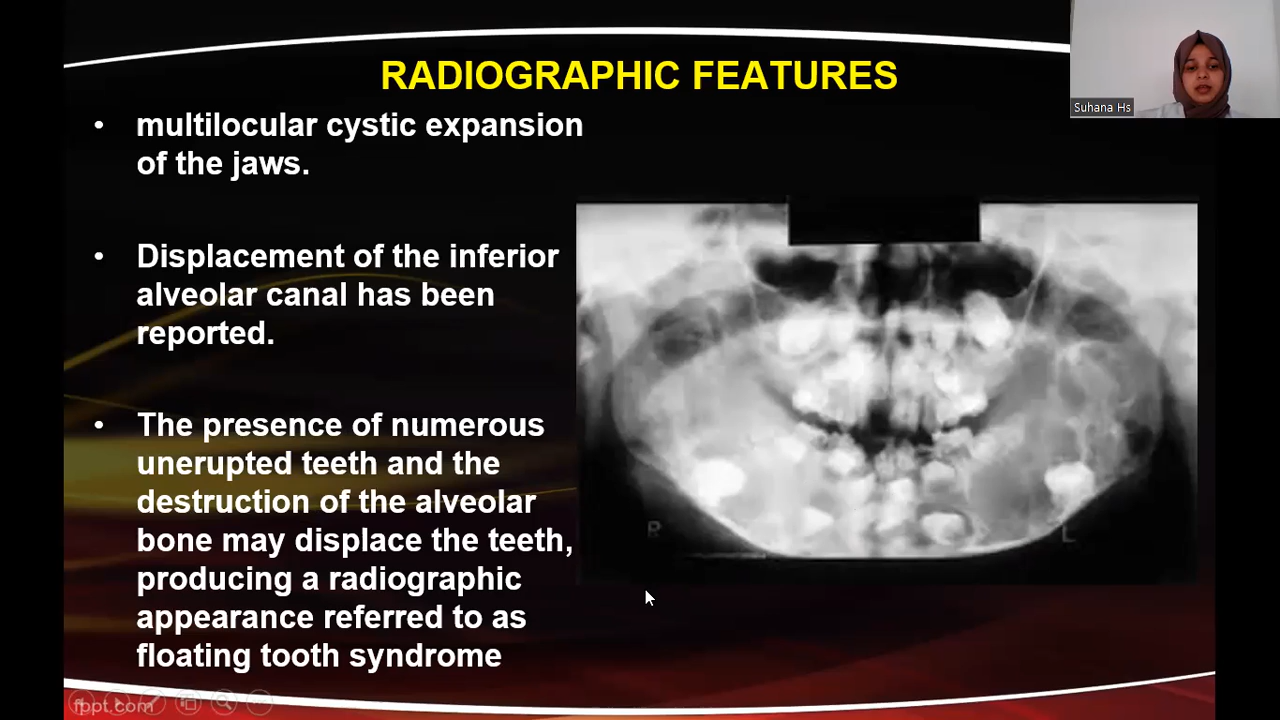 RADIOGRAPHIC FEATURES
Suhana Hs
• multilocular cystic expansion
of the jaws.
• Displacement of the inferior
alveolar canal has been
reported.
• The presence of numerous
unerupted teeth and the
destruction of the alveolar
bone may displace the teeth,
producing a radiographic
appearance referred to as
floating tooth syndrome
R
L
fppt.com